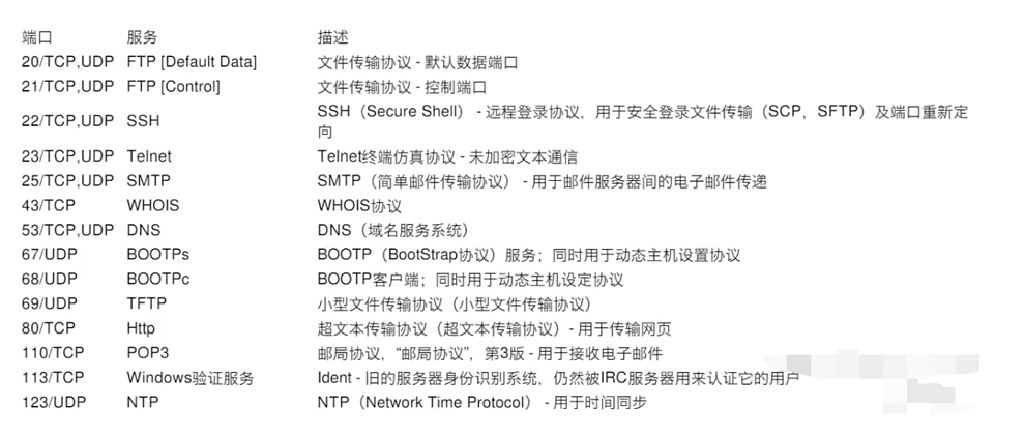 端口 服务 描述
20/TCP,UDP FTP [Default Data] 文件传输协议 - 默认数据端口
21/TCP,UDP FTP [Control] 文件传输协议 - 控制端口
22/TCP,UDP SSH SSH（Secure Shell） - 远程登录协议，用于安全登录文件传输（SCP，SFTP）及端口重新定
向
23/TCP,UDP Telnet Telnet终端仿真协议 - 未加密文本通信
25/TCP,UDP SMTP SMTP（简单邮件传输协议） - 用于邮件服务器间的电子邮件传递
43/TCP WHOIS WHOIS协议
53/TCP,UDP DNS DNS（域名服务系统）
67/UDP BOOTPs BOOTP（BootStrap协议）服务；同时用于动态主机设置协议
68/UDP BOOTPc BOOTP客户端；同时用于动态主机设定协议
69/UDP TFTP 小型文件传输协议（小型文件传输协议）
80/TCP Http 超文本传输协议（超文本传输协议）- 用于传输网页
110/TCP POP3 邮局协议，“邮局协议”，第3版 - 用于接收电子邮件
113/TCP Windows验证服务 Ident - 旧的服务器身份识别系统，仍然被IRC服务器用来认证它的用户
123/UDP NTP NTP（Network Time Protocol） - 用于时间同步